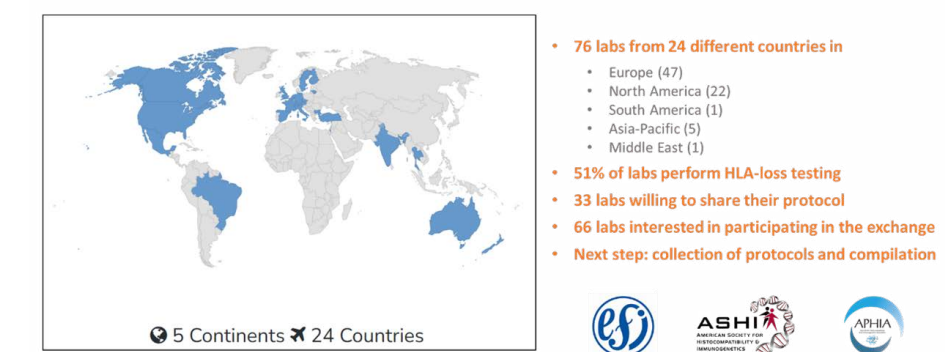 5 Continents 24 Countries
• 76 labs from 24 different countries in
• Europe (47)
• North America (22)
• South America (1)
• Asia-Pacific (5)
• Middle East (1)
• 51% of labs perform HLA-loss testing
• 33 labs willing to share their protocol
• 66 labs interested in participating in the exchange
• Next step: collection of protocols and compilation
efi
ASHI
AMERICAN SOCIETY FOR
HISTOCOMPATIBILITY &
IMMUNOGENETICS
APHIA